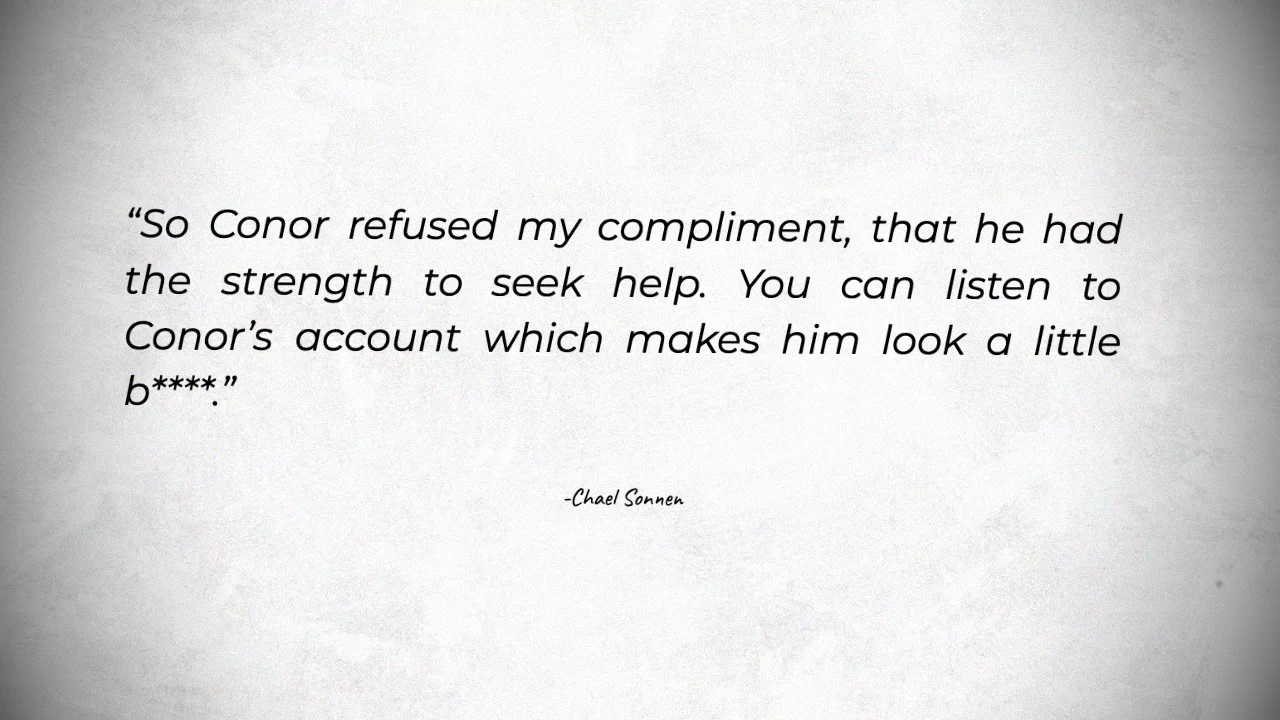 “So Conor refused my compliment, that he had
the strength to seek help. You can listen to
Conor’s account which makes him look a little
b****.”
-Chael Sonnen